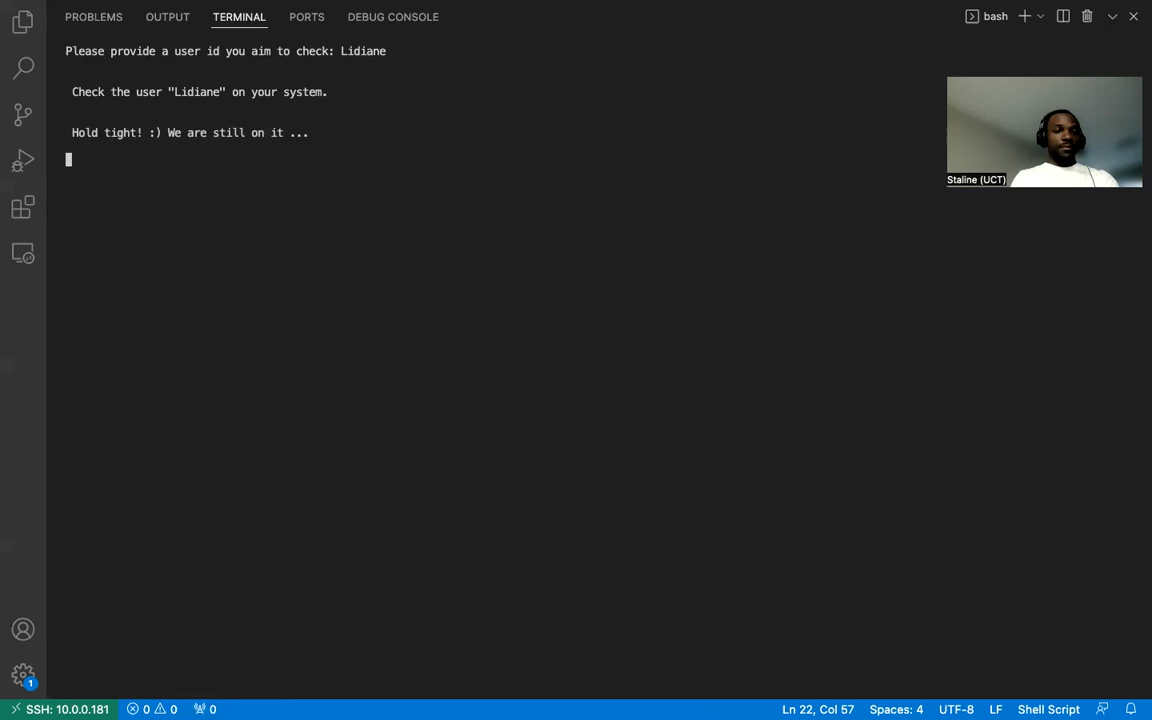 PROBLEMS OUTPUT TERMINAL PORTS DEBUG CONSOLE bash
Please provide a user id you aim to check: Lidiane
Check the user "Lidiane" on your system.
Hold tight! :) We are still on it ...
Staline (UCT)
1
SSH: 10.0.0.181 0 0 0 Ln 22, Col 57 Spaces: 4 UTF-8 LF Shell Script